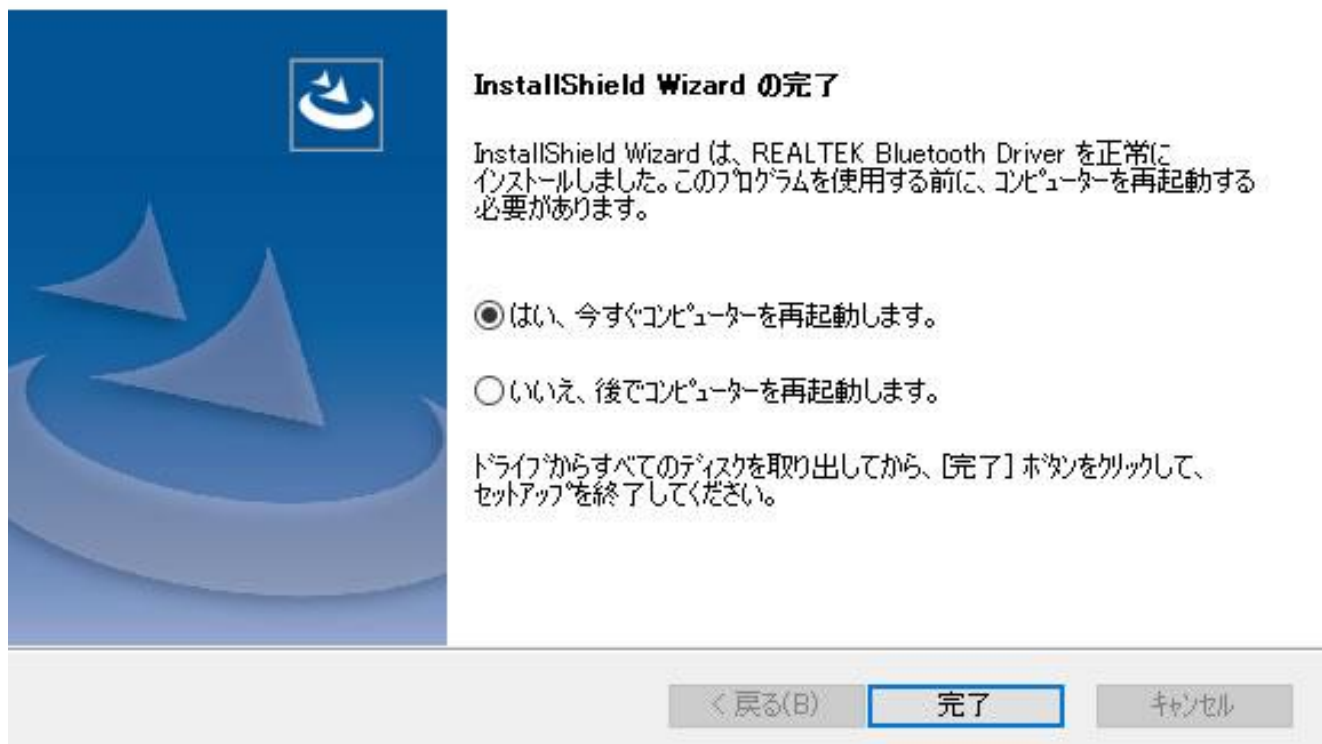 InstallShield Wizard の完了
InstallShield Wizard は、REALTEK Bluetooth Driver を正常に
インストールしました。このプログラムを使用する前に、コンピューターを再起動する
必要があります。
はい、今すぐコンピューターを再起動します。
いいえ、後でコンピューターを再起動します。
ドライブからすべてのディスクを取り出してから、[完了] ボタンをクリックして、
セットアップを終了してください。
< 戻る(B)
完了
キャンセル